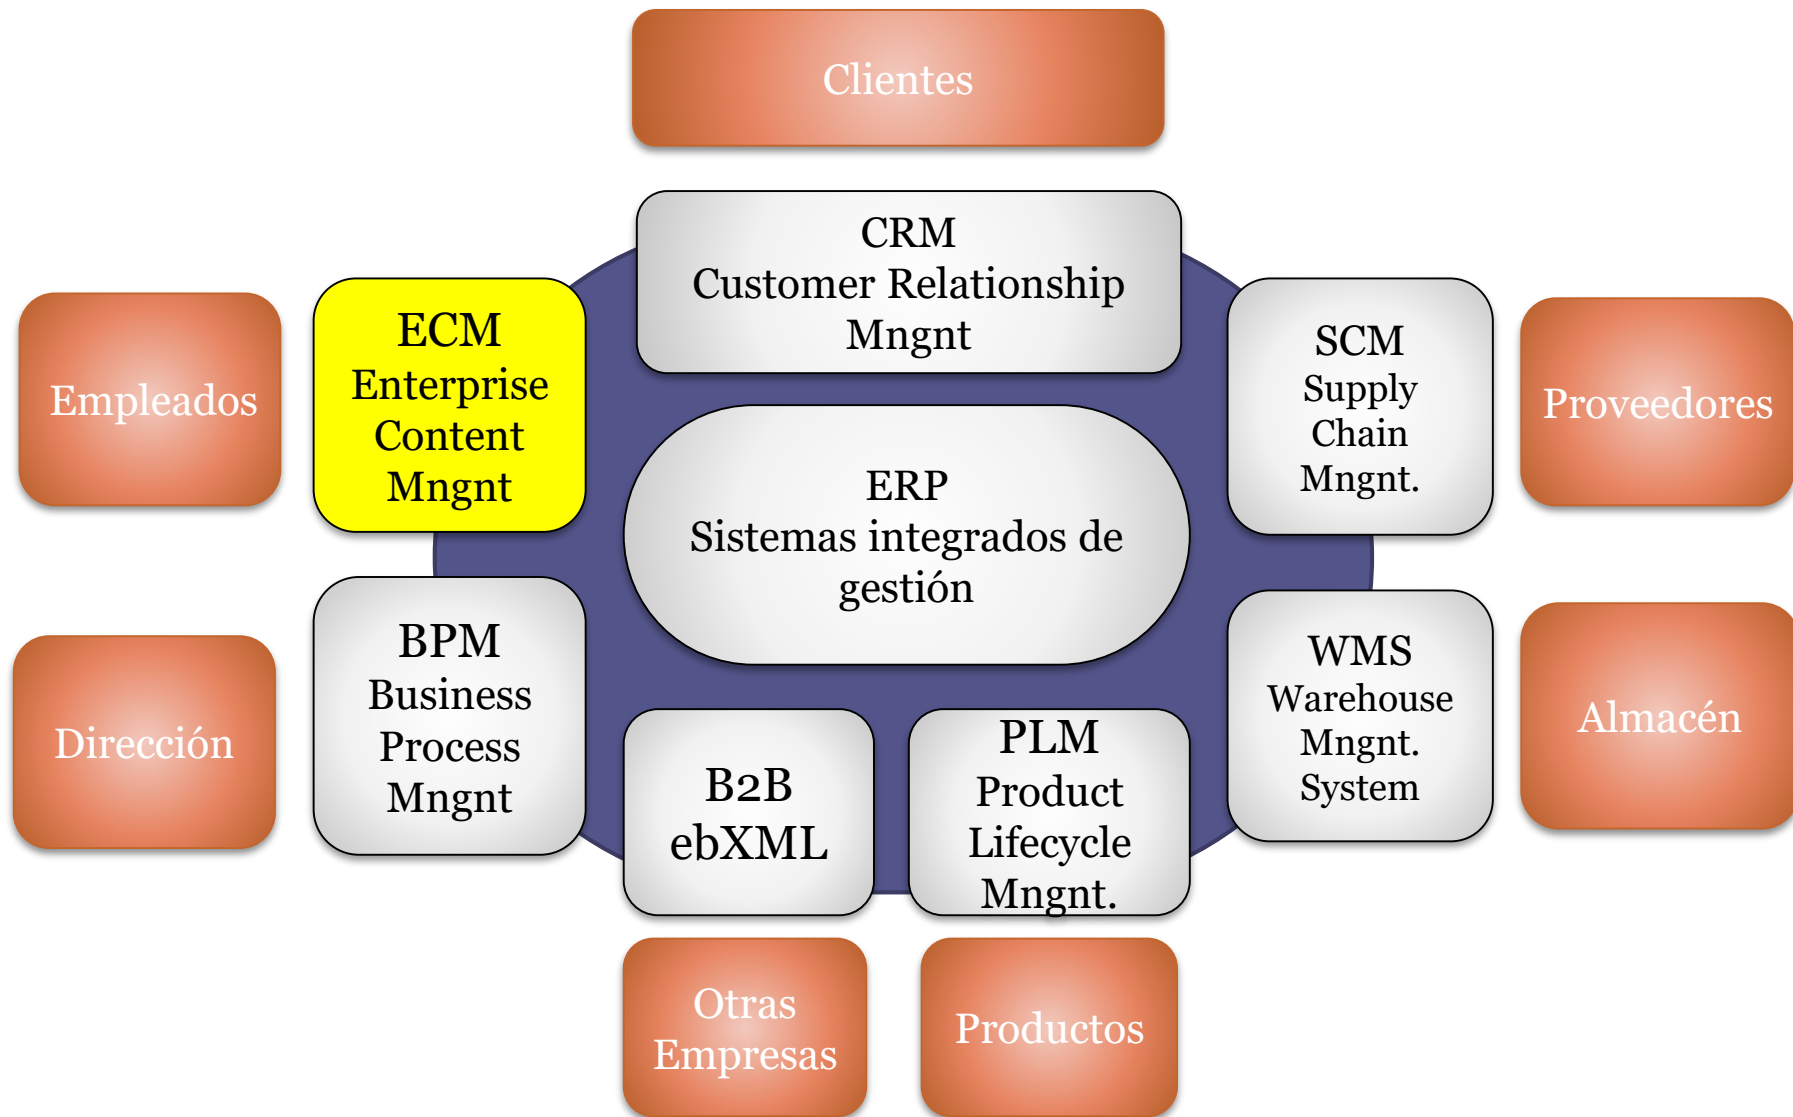 Clientes
CRM
Customer Relationship
Mngnt
Empleados
ECM
Enterprise
Content
Mngnt
SCM
Supply
Chain
Mngnt.
Proveedores
ERP
Sistemas integrados de
gestión
Dirección
BPM
Business
Process
Mngnt
WMS
Warehouse
Mngnt.
System
Almacén
B2B
ebXML
PLM
Product
Lifecycle
Mngnt.
Otras
Empresas
Productos